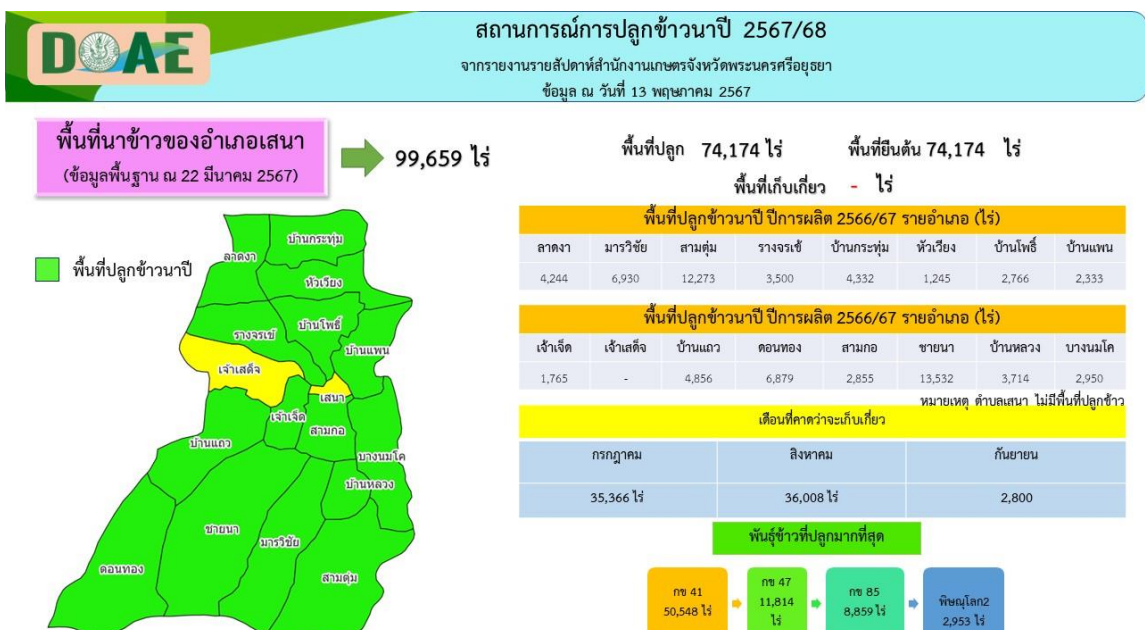 DOAE
สถานการณ์การปลูกข้าวนาปี 2567/68
จากรายงานรายสัปดาห์สำนักงานเกษตรจังหวัดพระนครศรีอยุธยา
ข้อมูล ณ วันที่ 13 พฤษภาคม 2567
พื้นที่นาข้าวของอำเภอเสนา
(ข้อมูลพื้นฐาน ณ 22 มีนาคม 2567)
99,659 ไร่
พื้นที่ปลูก 74,174 ไร่ พื้นที่ยืนต้น 74,174 ไร่
พื้นที่เก็บเกี่ยว - ไร่
พื้นที่ปลูกข้าวนาปี
บ้านกระทุ่ม
ลาดงา
หัวเวียง
บ้านโพธิ์
รางจรเข้
บ้านแพน
เจ้าเสด็จ
เสนา
เจ้าเจ็ด
สามกอ
บ้านแถว
บางนมโค
บ้านหลวง
ชายนา
มารวิชัย
ดอนทอง
สามตุ่ม
พื้นที่ปลูกข้าวนาปี ปีการผลิต 2566/67 รายอำเภอ (ไร่)
ลาดงา มารวิชัย สามตุ่ม รางจรเข้ บ้านกระทุ่ม หัวเวียง บ้านโพธิ์ บ้านแพน
4,244 6,930 12,273 3,500 4,332 1,245 2,766 2,333
พื้นที่ปลูกข้าวนาปี ปีการผลิต 2566/67 รายอำเภอ (ไร่)
เจ้าเจ็ด เจ้าเสด็จ บ้านแถว ดอนทอง สามกอ ชายนา บ้านหลวง บางนมโค
1,765 - 4,856 6,879 2,855 13,532 3,714 2,950
หมายเหตุ ตำบลเสนา ไม่มีพื้นที่ปลูกข้าว
เดือนที่คาดว่าจะเก็บเกี่ยว
กรกฎาคม สิงหาคม กันยายน
35,366 ไร่ 36,008 ไร่ 2,800
พันธุ์ข้าวที่ปลูกมากที่สุด
กข 41
50,548 ไร่
กข 47
11,814
ไร่
กข 85
8,859 ไร่
พิษณุโลก2
2,953 ไร่